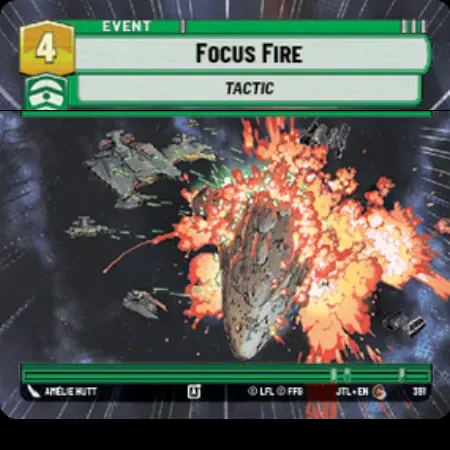 EVENT
4
FOCUS FIRE
TACTIC
AMÉLIE HUTT
© LFL © FFG
JTL • EN
391